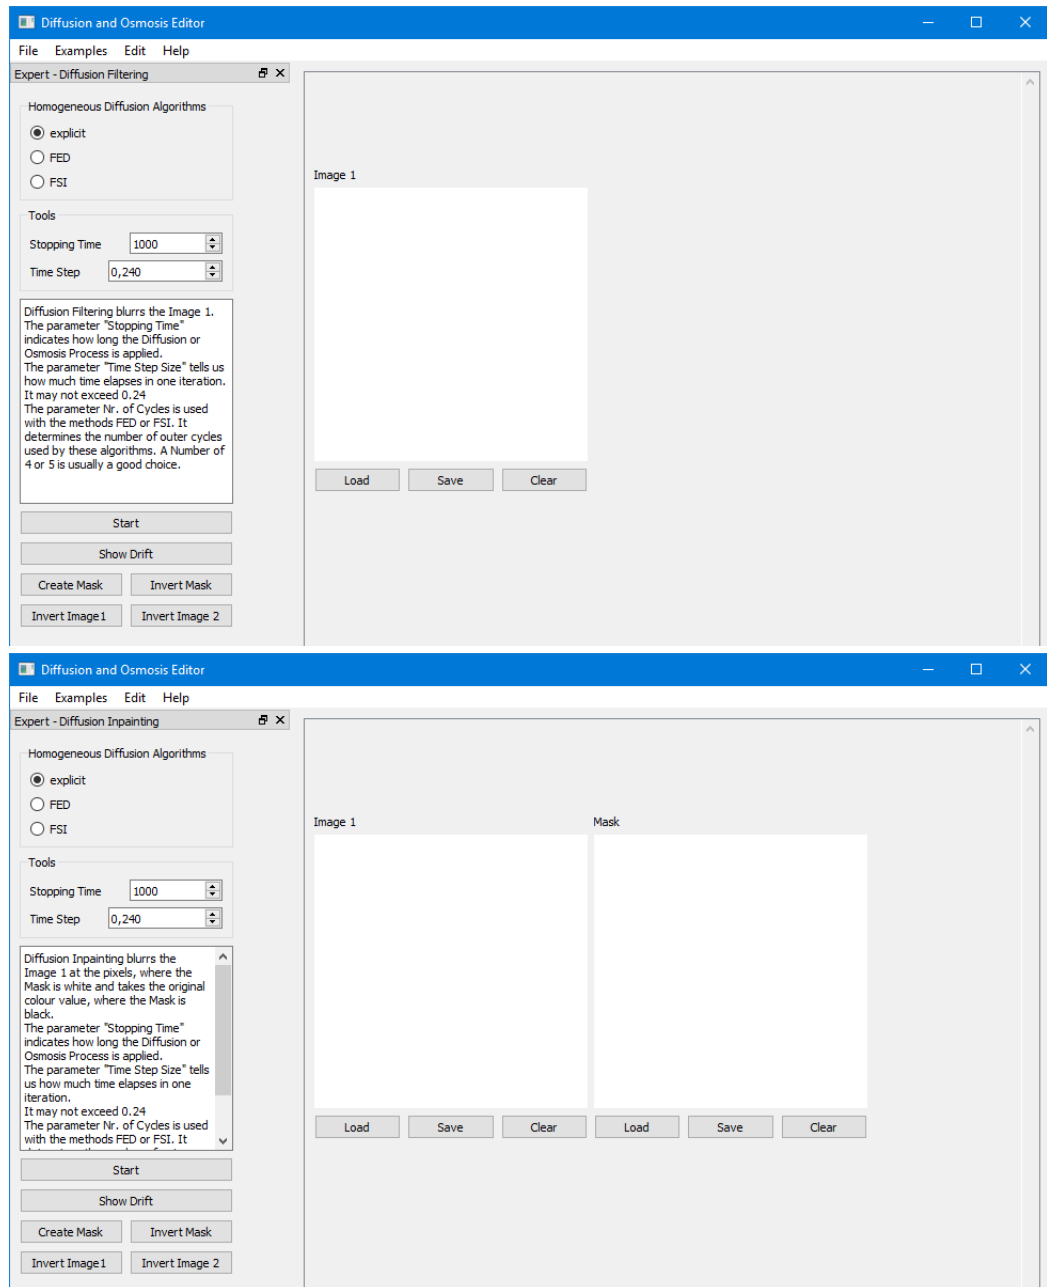 Diffusion and Osmosis Editor
File Examples Edit Help
Expert - Diffusion Filtering
Homogeneous Diffusion Algorithms
explicit
FED
FSI
Tools
Stopping Time 1000
Time Step 0,240
Diffusion Filtering blurrs the Image 1.
The parameter "Stopping Time"
indicates how long the Diffusion or
Osmosis Process is applied.
The parameter "Time Step Size" tells us
how much time elapses in one iteration.
It may not exceed 0.24
The parameter Nr. of Cycles is used
with the methods FED or FSI. It
determines the number of outer cycles
used by these algorithms. A Number of
4 or 5 is usually a good choice.
Start
Show Drift
Create Mask Invert Mask
Invert Image1 Invert Image 2
Image 1
Load Save Clear
Diffusion and Osmosis Editor
File Examples Edit Help
Expert - Diffusion Inpainting
Homogeneous Diffusion Algorithms
explicit
FED
FSI
Tools
Stopping Time 1000
Time Step 0,240
Diffusion Inpainting blurrs the
Image 1 at the pixels, where the
Mask is white and takes the original
colour value, where the Mask is
black.
The parameter "Stopping Time"
indicates how long the Diffusion or
Osmosis Process is applied.
The parameter "Time Step Size" tells
us how much time elapses in one
iteration.
It may not exceed 0.24
The parameter Nr. of Cycles is used
with the methods FED or FSI. It
Start
Show Drift
Create Mask Invert Mask
Invert Image1 Invert Image 2
Image 1 Mask
Load Save Clear Load Save Clear